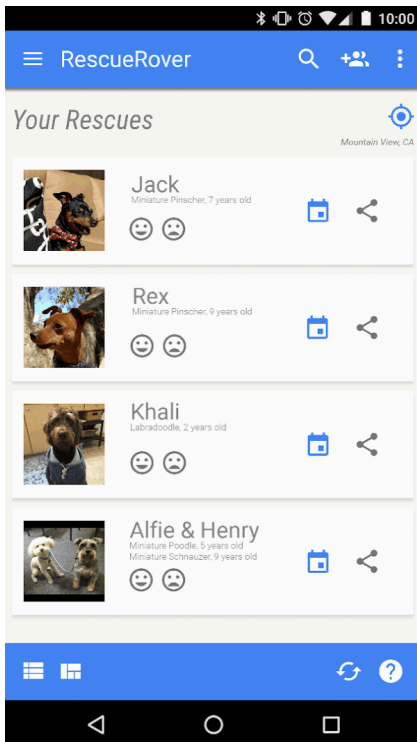 10:00
RescueRover
Your Rescues
Mountain View, CA
Jack
Miniature Pinscher, 7 years old
Rex
Miniature Pinscher, 9 years old
Khali
Labradoodle, 2 years old
Alfie & Henry
Miniature Poodle, 5 years old
Miniature Schnauzer, 9 years old